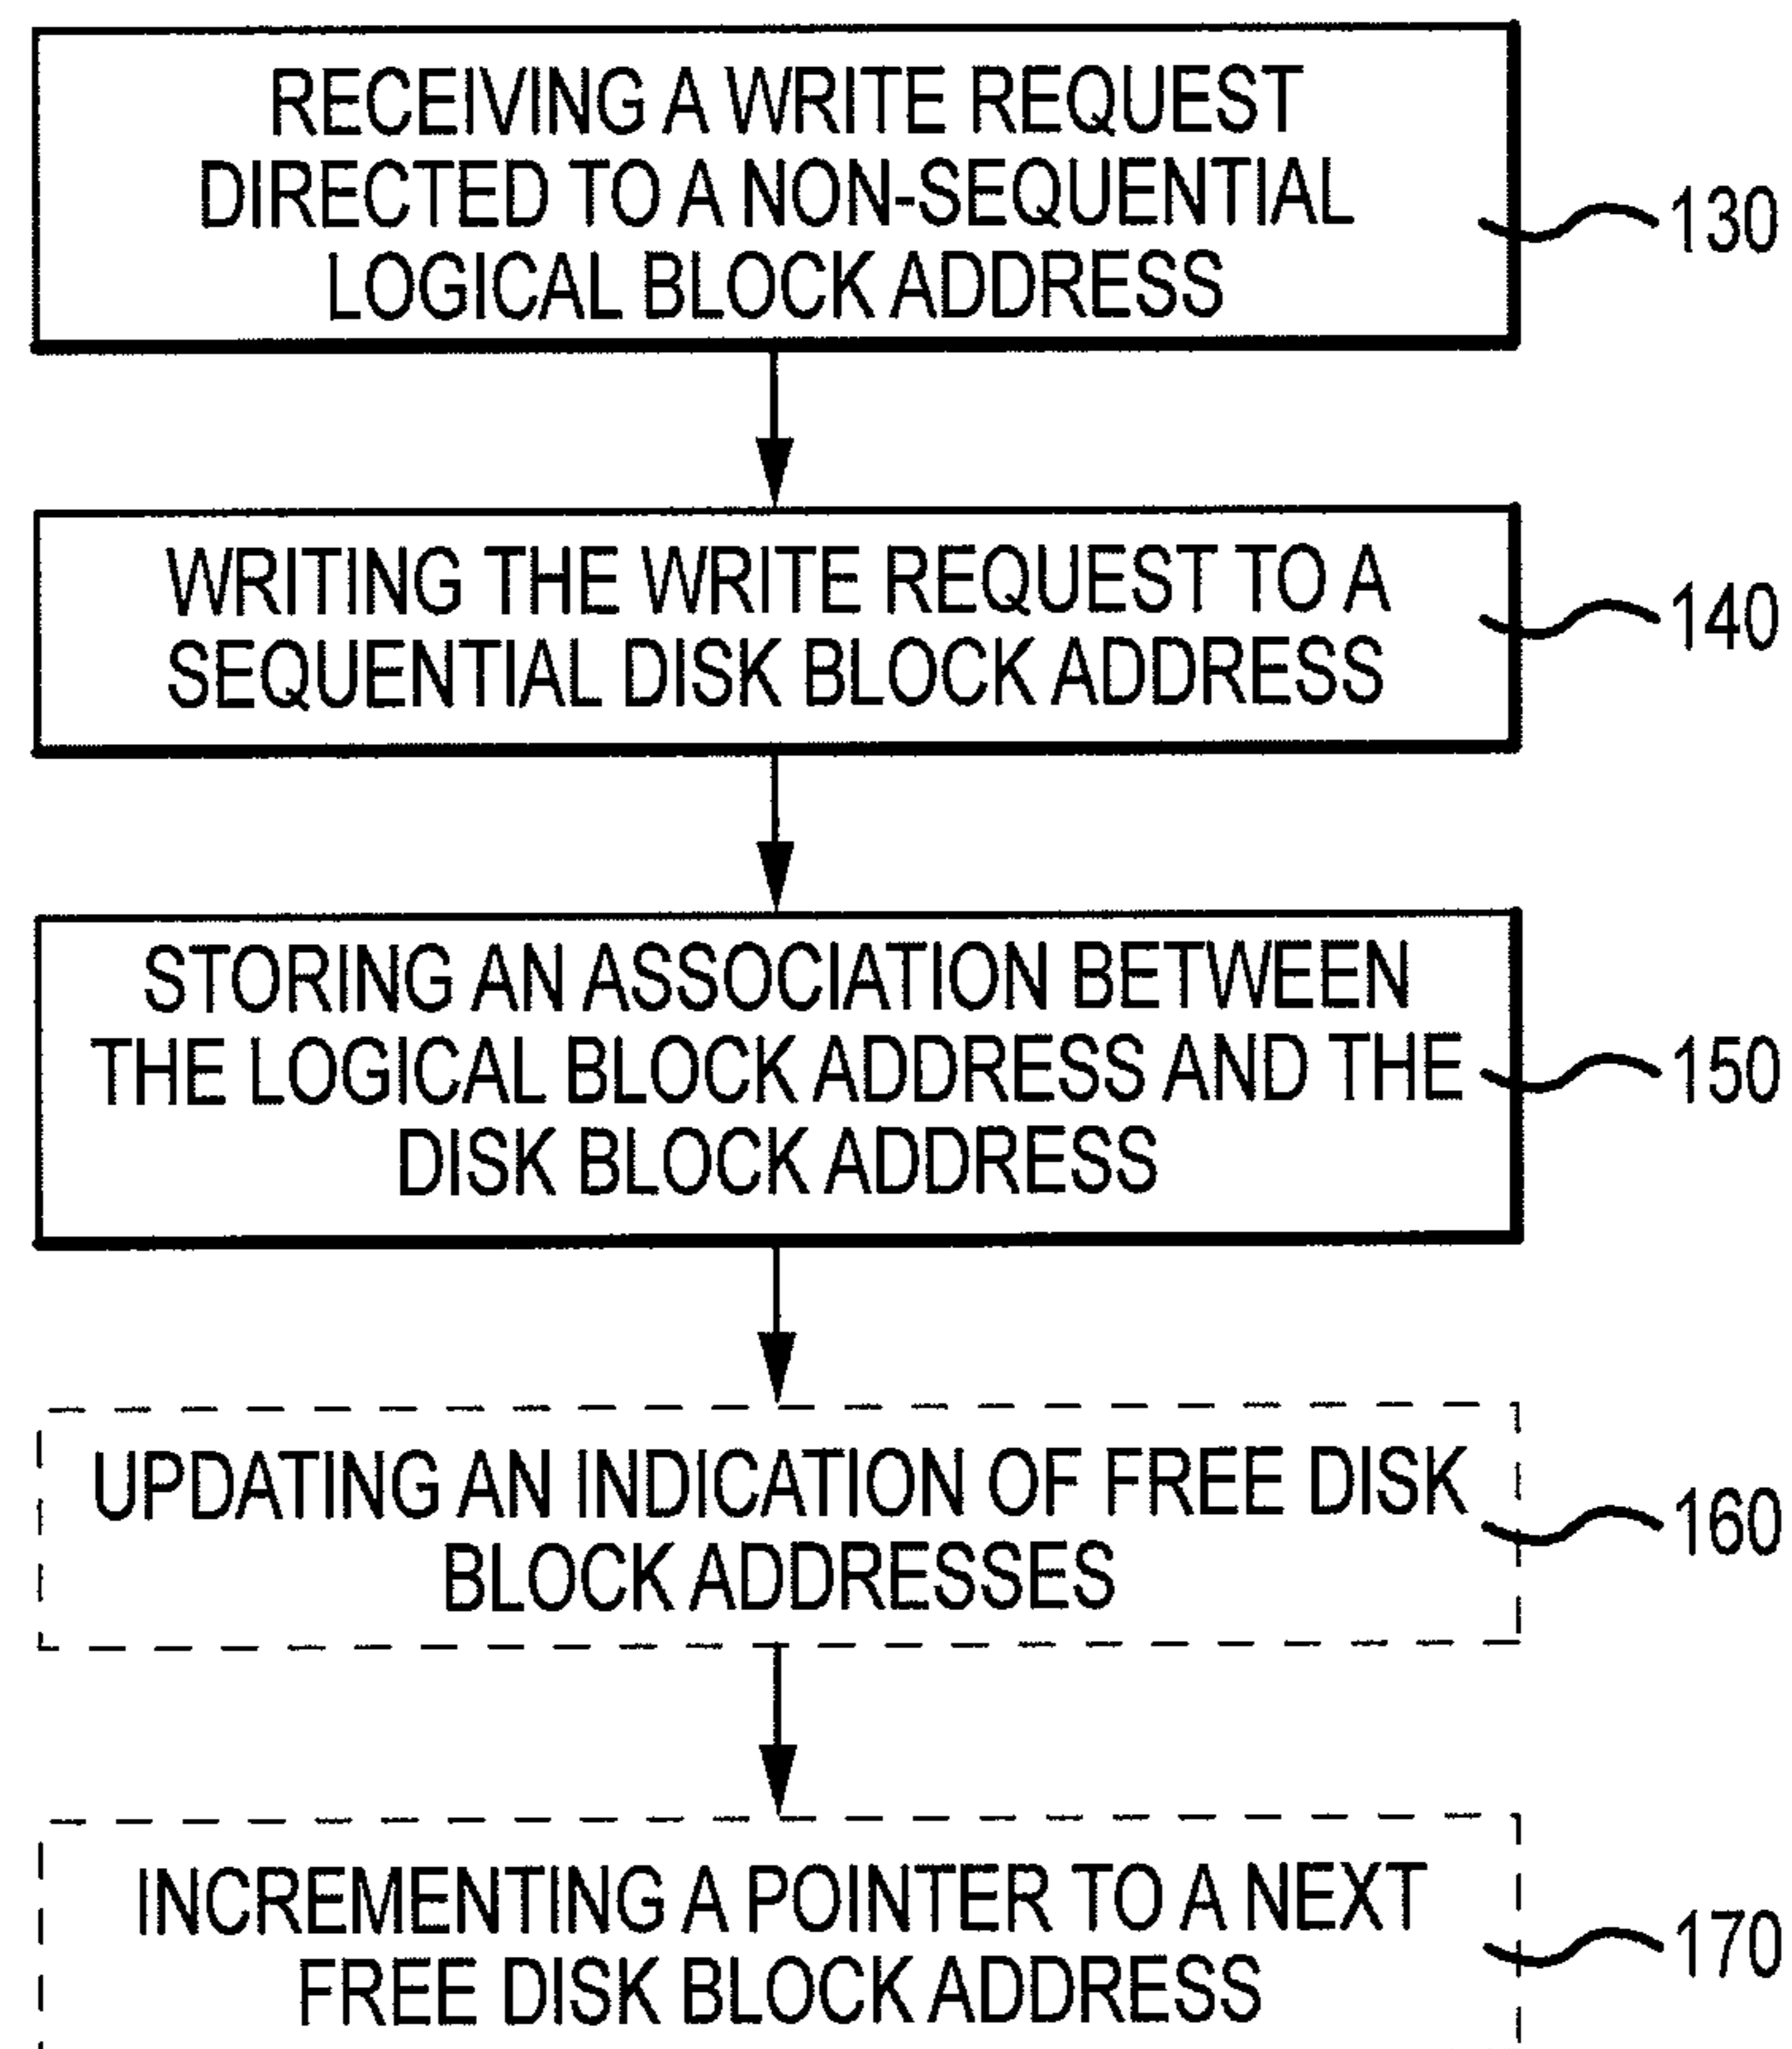 RECEIVING A WRITE REQUEST
DIRECTED TO A NON-SEQUENTIAL
LOGICAL BLOCK ADDRESS
130
WRITING THE WRITE REQUEST TO A
SEQUENTIAL DISK BLOCK ADDRESS
140
STORING AN ASSOCIATION BETWEEN
THE LOGICAL BLOCK ADDRESS AND THE
DISK BLOCK ADDRESS
150
UPDATING AN INDICATION OF FREE DISK
BLOCK ADDRESSES
160
INCREMENTING A POINTER TO A NEXT
FREE DISK BLOCK ADDRESS
170